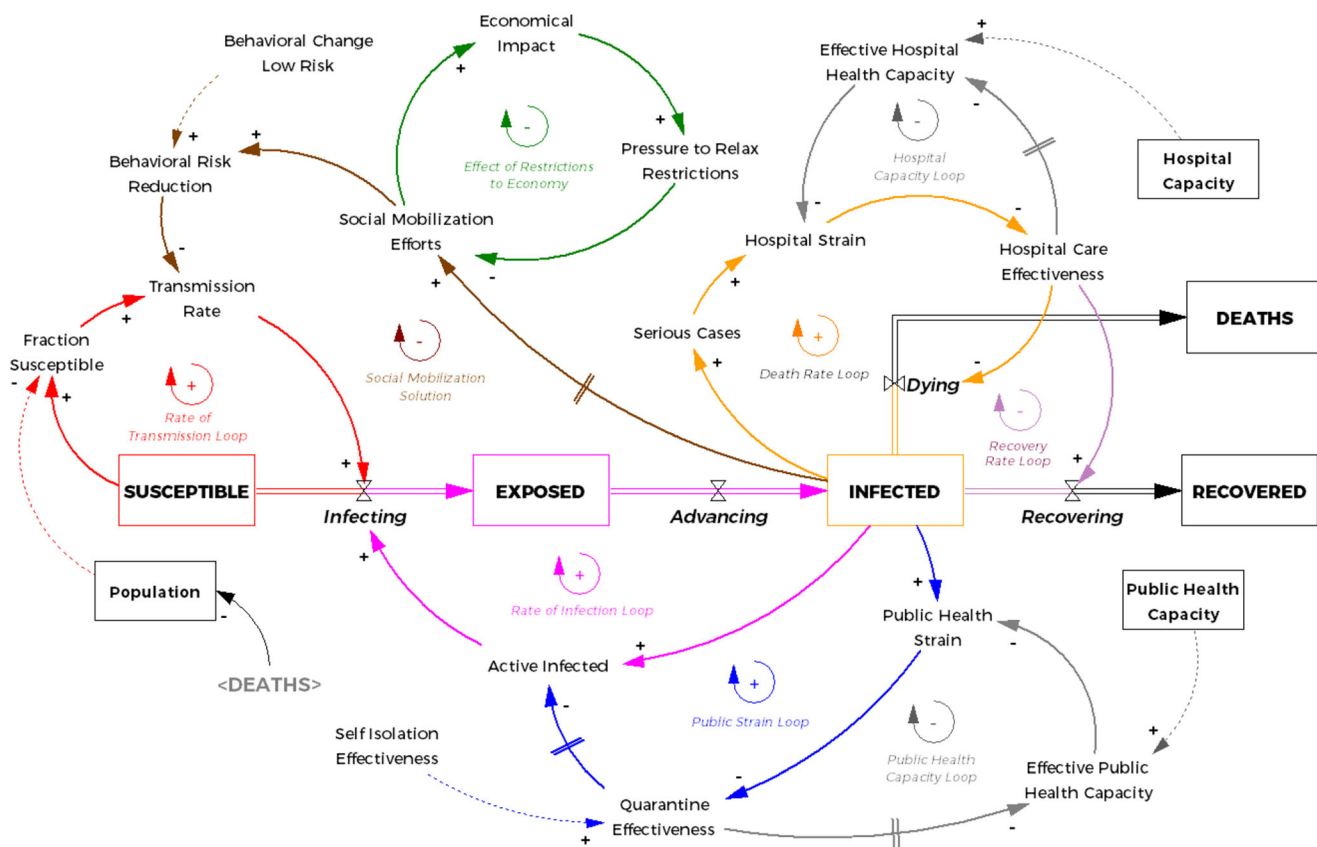 Behavioral Change
Low Risk
Economical
Impact
Effective Hospital
Health Capacity
+
+
-
Effect of Restrictions
to Economy
-
Hospital
Capacity Loop
-
+
+
Behavioral Risk
Reduction
+
Pressure to Relax
Restrictions
Hospital
Capacity
-
Social Mobilization
Efforts
-
Hospital Strain
-
Hospital Care
Effectiveness
-
+
-
+
Transmission
Rate
+
Fraction
Susceptible
-
+
+
Rate of
Transmission Loop
-
Social Mobilization
Solution
Serious Cases
+
+
Death Rate Loop
-
Dying
DEATHS
-
Recovery
Rate Loop
+
+
SUSCEPTIBLE
Infecting
EXPOSED
Advancing
INFECTED
Recovering
RECOVERED
+
+
Rate of Infection Loop
+
Population
-
Public Health
Strain
-
Public Health
Capacity
<DEATHS>
Active Infected
+
-
+
Public Strain Loop
-
Public Health
Capacity Loop
+
Self Isolation
Effectiveness
Effective Public
Health Capacity
-
Quarantine
Effectiveness
+
-